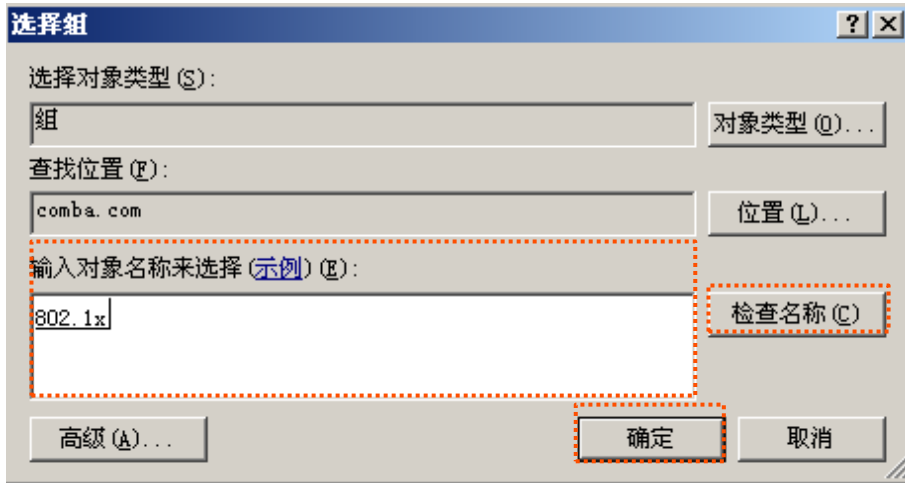 选择组
选择对象类型(S):
组
对象类型(O)...
查找位置(F):
comba.com
位置(L)...
输入对象名称来选择(示例)(E):
802.1x
检查名称(C)
高级(A)...
确定
取消